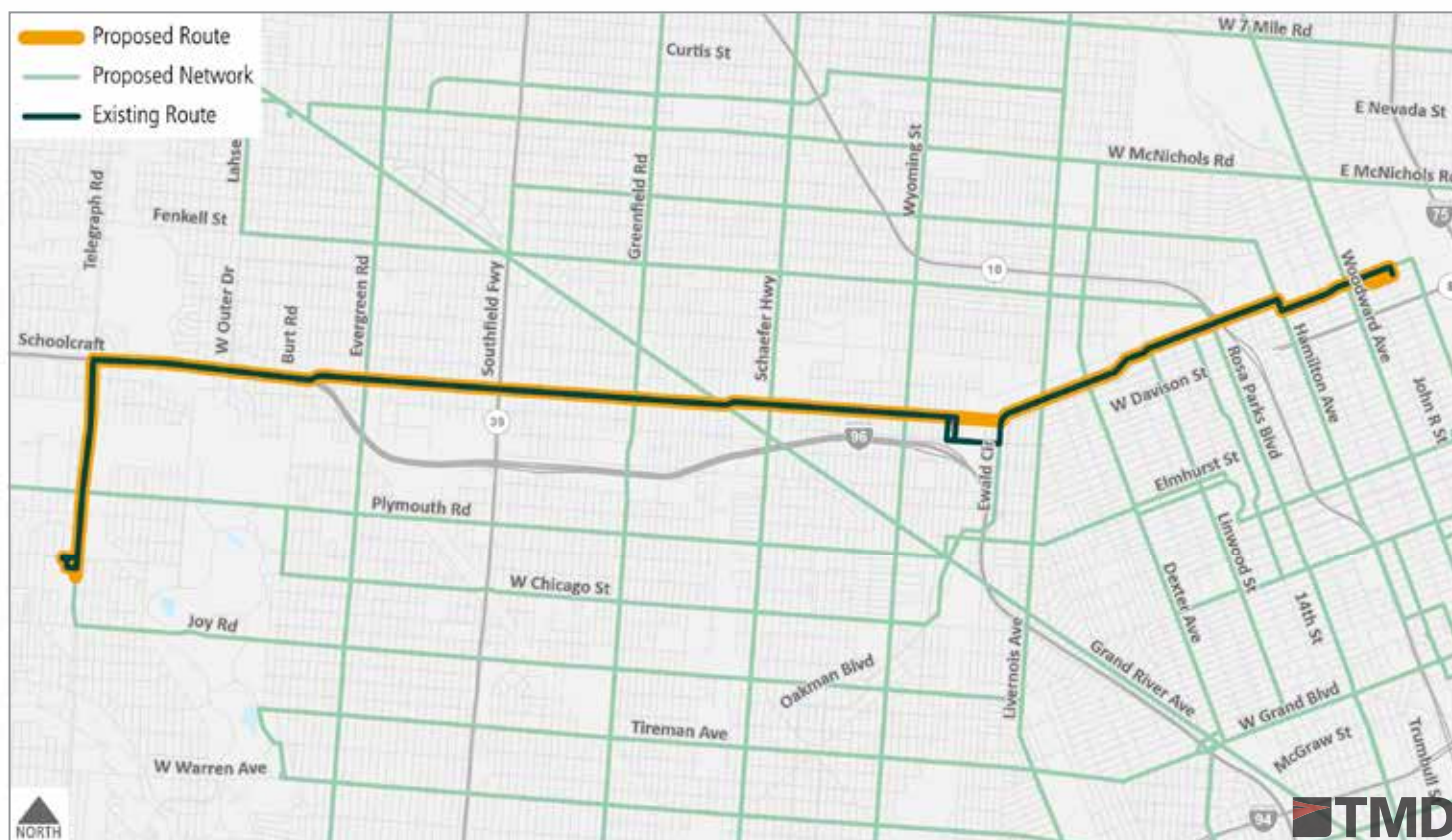 Proposed Route
Proposed Network
Existing Route
W 7 Mile Rd
Curtis St
E Nevada St
W McNichols Rd
E McNichols Rd
Lahse
Telegraph Rd
Fenkell St
W Outer Dr
Burt Rd
Evergreen Rd
Southfield Fwy
Greenfield Rd
Schaefer Hwy
Wyoming St
10
75
8
Woodward Ave
Schoolcraft
39
96
Ewald Cir
W Davison St
Rosa Parks Blvd
Hamilton Ave
John R St
Elmhurst St
Plymouth Rd
Linwood St
W Chicago St
Dexter Ave
14th St
Joy Rd
Oakman Blvd
Livernois Ave
Grand River Ave
W Grand Blvd
Tireman Ave
McGraw St
Trumbull S
W Warren Ave
94
NORTH
TMD